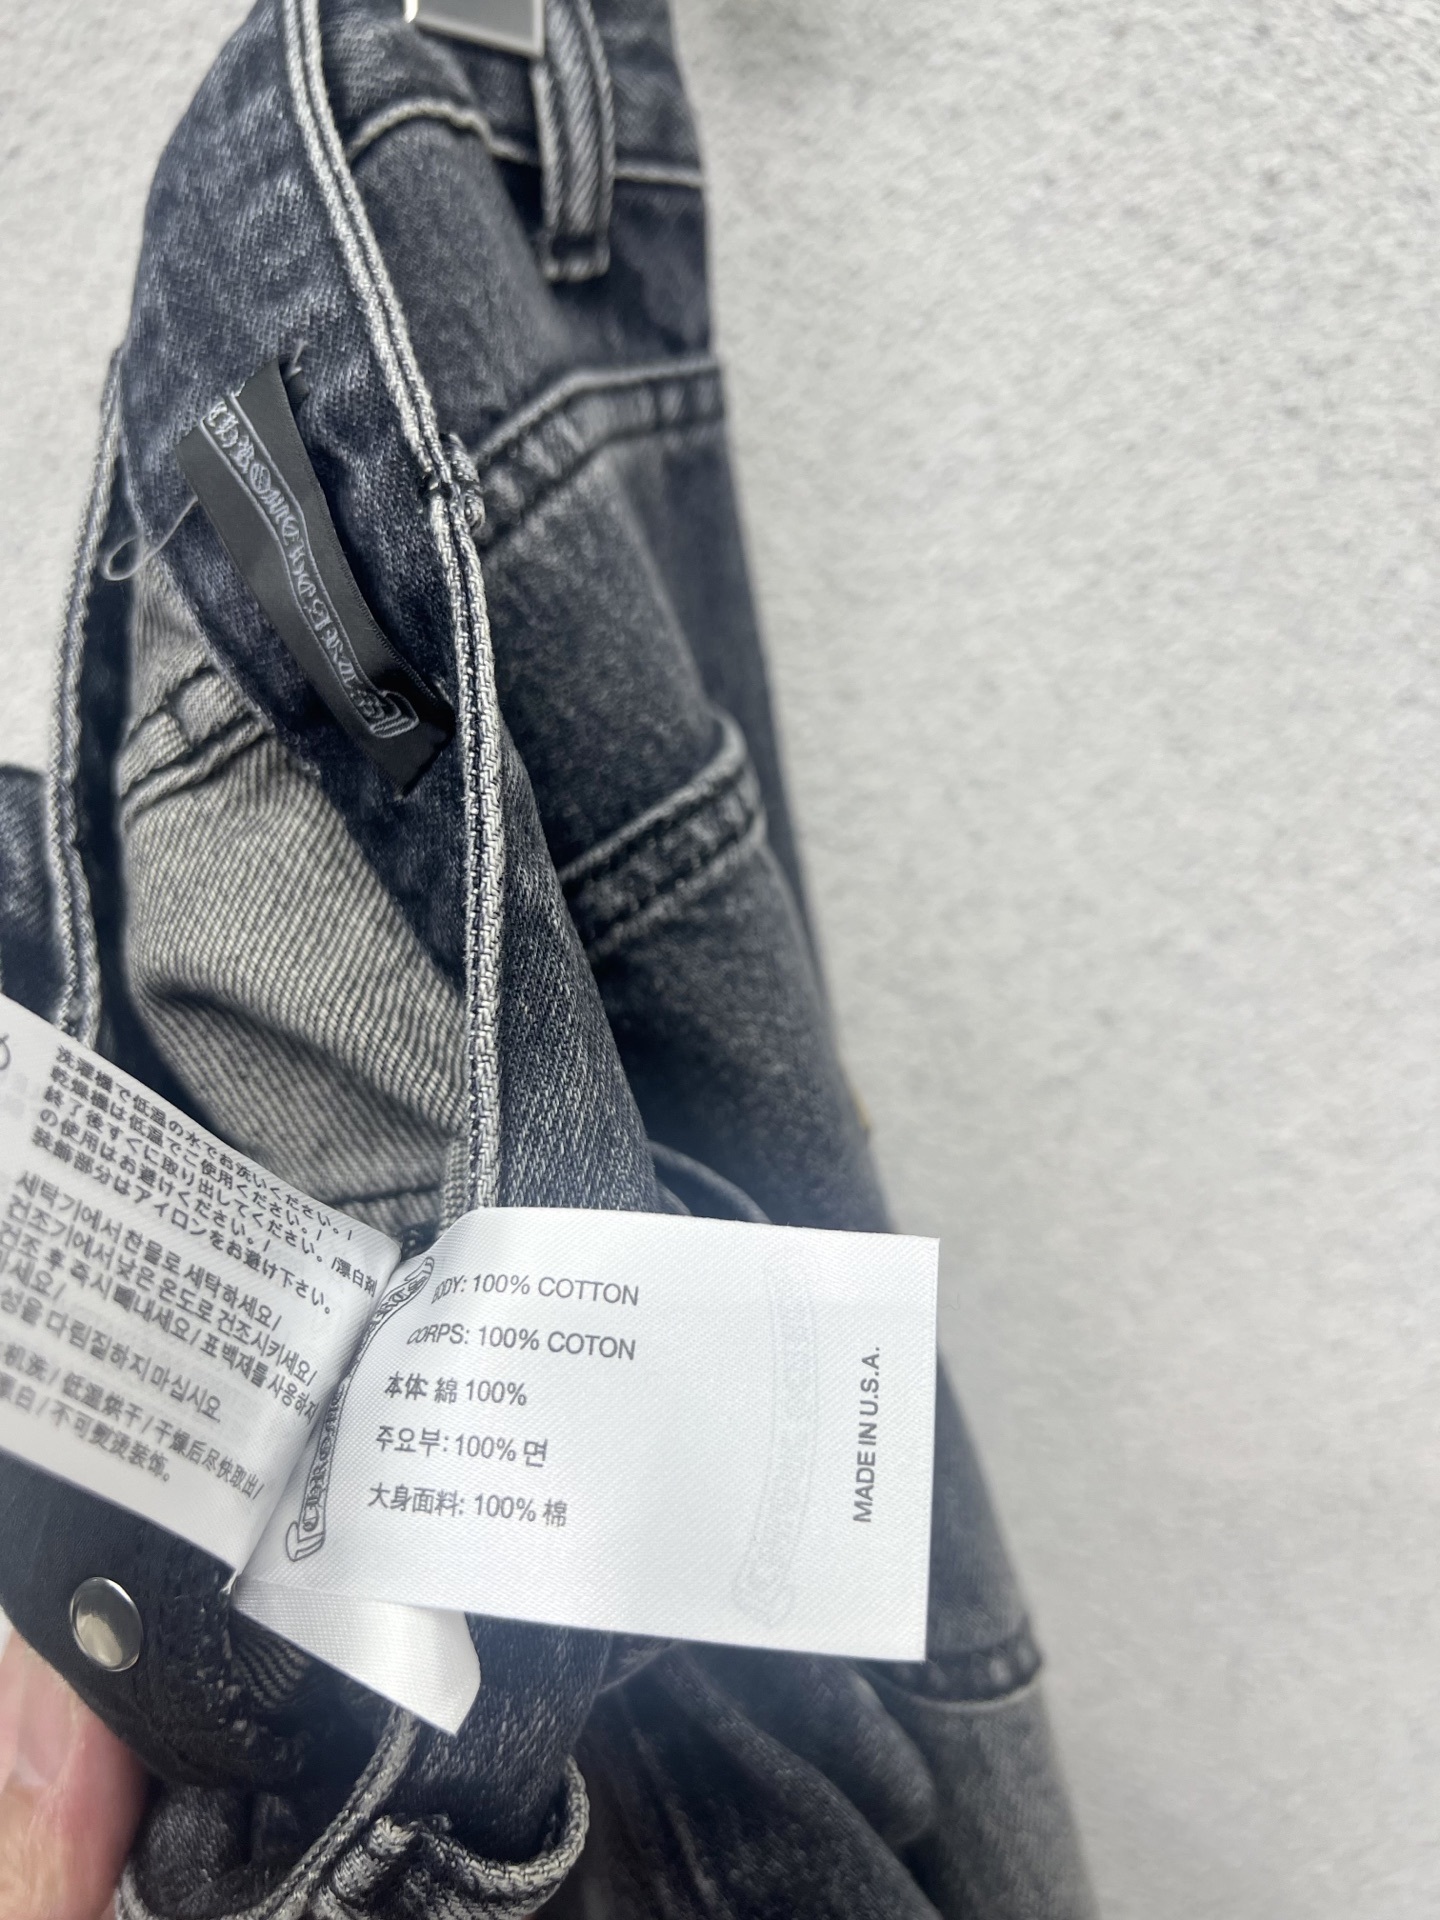 CHROME HEARTS
洗濯機で低温の水でお洗いください。/
乾燥機は低温でご使用ください。/
終了後すぐに取り出してください。/漂白剤
の使用はお避けください。/
装飾部分はアイロンをお避け下さい。
세탁기에서 찬물로 세탁하세요/
건조기에서 낮은 온도로 건조시키세요/
건조 후 즉시 빼내세요/ 표백제를 사용하지
마세요/
성을 다림질하지 마십시요
机洗/低温烘干/干燥后尽快取出/
漂白/不可熨烫装饰。
BODY: 100% COTTON
CORPS: 100% COTON
本体 綿 100%
주요부: 100% 면
大身面料: 100% 棉
MADE IN U.S.A.